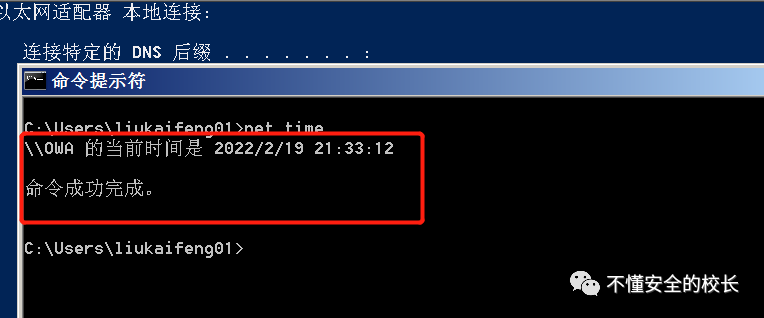 以太网适配器 本地连接:
连接特定的 DNS 后缀 . . . . . . . :
命令提示符
C:\Users\liukaifeng01>net time
\\OWA 的当前时间是 2022/2/19 21:33:12
命令成功完成。
C:\Users\liukaifeng01>
不懂安全的校长